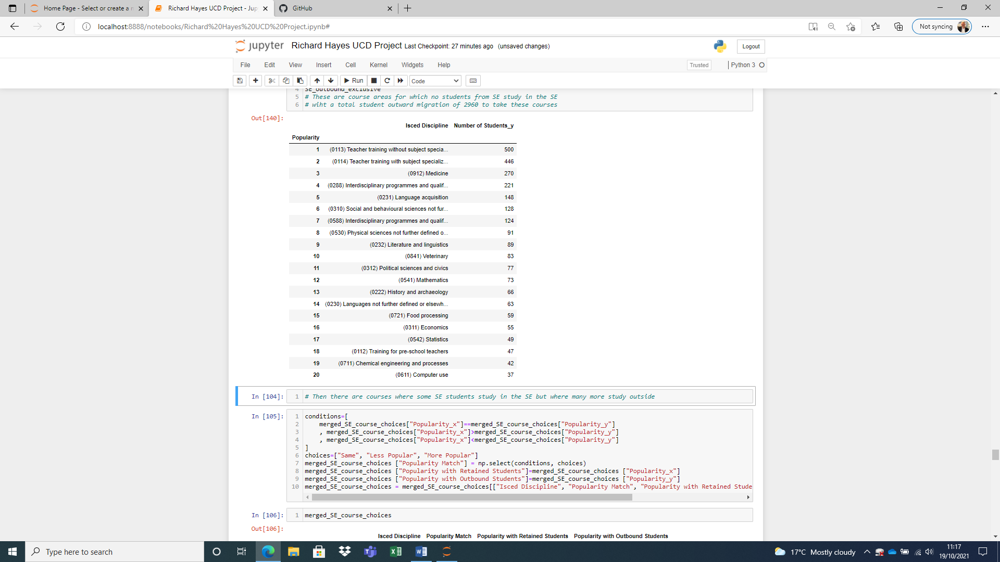 Home Page - Select or create a n
Richard Hayes UCD Project - Jup
GitHub
localhost:8888/notebooks/Richard%20Hayes%20UCD%20Project.ipynb#
Not syncing
jupyter Richard Hayes UCD Project Last Checkpoint: 27 minutes ago (unsaved changes)
Logout
File Edit View Insert Cell Kernel Widgets Help
Trusted
Python 3
Run
Code
4 SE_outbound_exclusive
5 # These are course areas for which no students from SE study in the SE
6 # wiht a total student outward migration of 2960 to take these courses
Out[140]:
Isced Discipline Number of Students_y
Popularity
1 (0113) Teacher training without subject specia... 500
2 (0114) Teacher training with subject specializ... 446
3 (0912) Medicine 270
4 (0288) Interdisciplinary programmes and qualif... 221
5 (0231) Language acquisition 148
6 (0310) Social and behavioural sciences not fur... 128
7 (0588) Interdisciplinary programmes and qualif... 124
8 (0530) Physical sciences not further defined o... 91
9 (0232) Literature and linguistics 89
10 (0841) Veterinary 83
11 (0312) Political sciences and civics 77
12 (0541) Mathematics 73
13 (0222) History and archaeology 66
14 (0230) Languages not further defined or elsewh... 63
15 (0721) Food processing 59
16 (0311) Economics 55
17 (0542) Statistics 49
18 (0112) Training for pre-school teachers 47
19 (0711) Chemical engineering and processes 42
20 (0611) Computer use 37
In [104]: 1 # Then there are courses where some SE students study in the SE but where many more study outside
In [105]: 1 conditions=[
2 merged_SE_course_choices["Popularity_x"]==merged_SE_course_choices["Popularity_y"]
3 , merged_SE_course_choices["Popularity_x"]>merged_SE_course_choices["Popularity_y"]
4 , merged_SE_course_choices["Popularity_x"]<merged_SE_course_choices["Popularity_y"]
5 ]
6 choices=["Same", "Less Popular", "More Popular"]
7 merged_SE_course_choices ["Popularity Match"] = np.select(conditions, choices)
8 merged_SE_course_choices ["Popularity with Retained Students"]=merged_SE_course_choices ["Popularity_x"]
9 merged_SE_course_choices ["Popularity with Outbound Students"]=merged_SE_course_choices ["Popularity_y"]
10 merged_SE_course_choices = merged_SE_course_choices[["Isced Discipline", "Popularity Match", "Popularity with Retained Stude
In [106]: 1 merged_SE_course_choices
Out[106]:
Isced Discipline Popularity Match Popularity with Retained Students Popularity with Outbound Students
Type here to search
17°C Mostly cloudy
11:17
19/10/2021